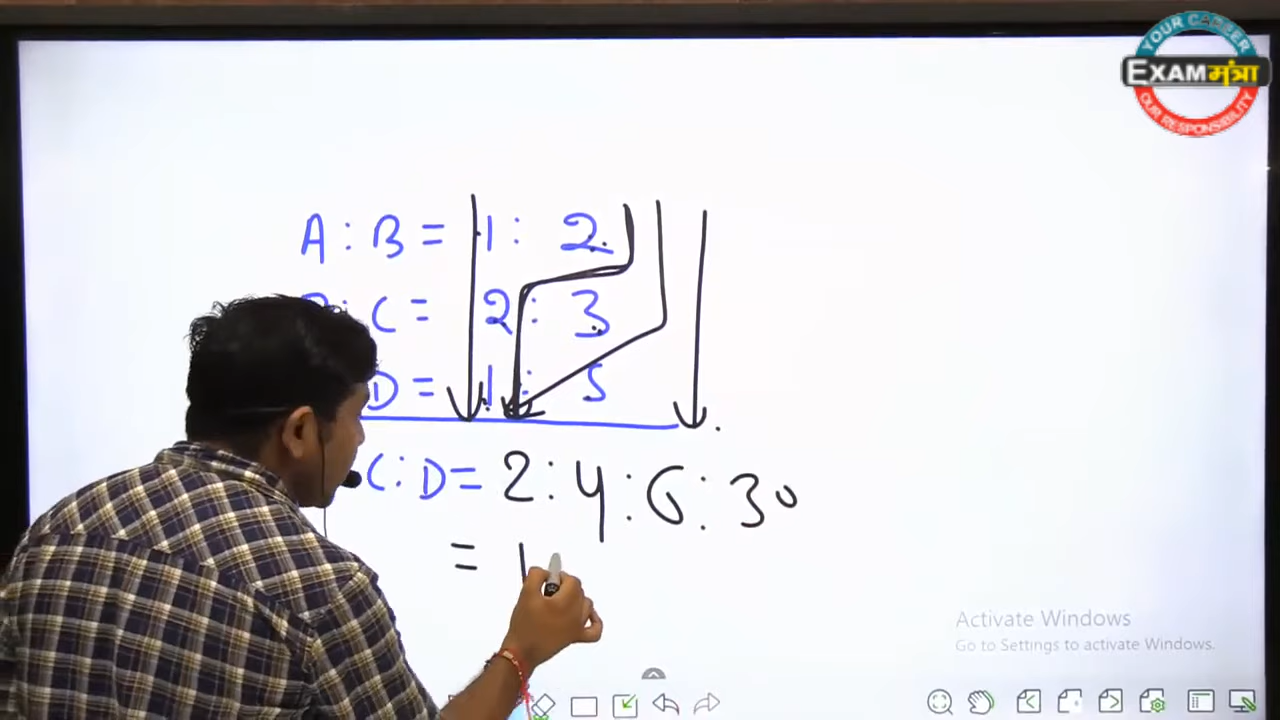 YOUR CAREER
EXAMमंत्रा
OUR RESPONSIBILITY
A : B = 1 : 2
C = 2 : 3
D = 1 : 5
C : D = 2 : 4 : 6 : 30
= 1
Activate Windows
Go to Settings to activate Windows.